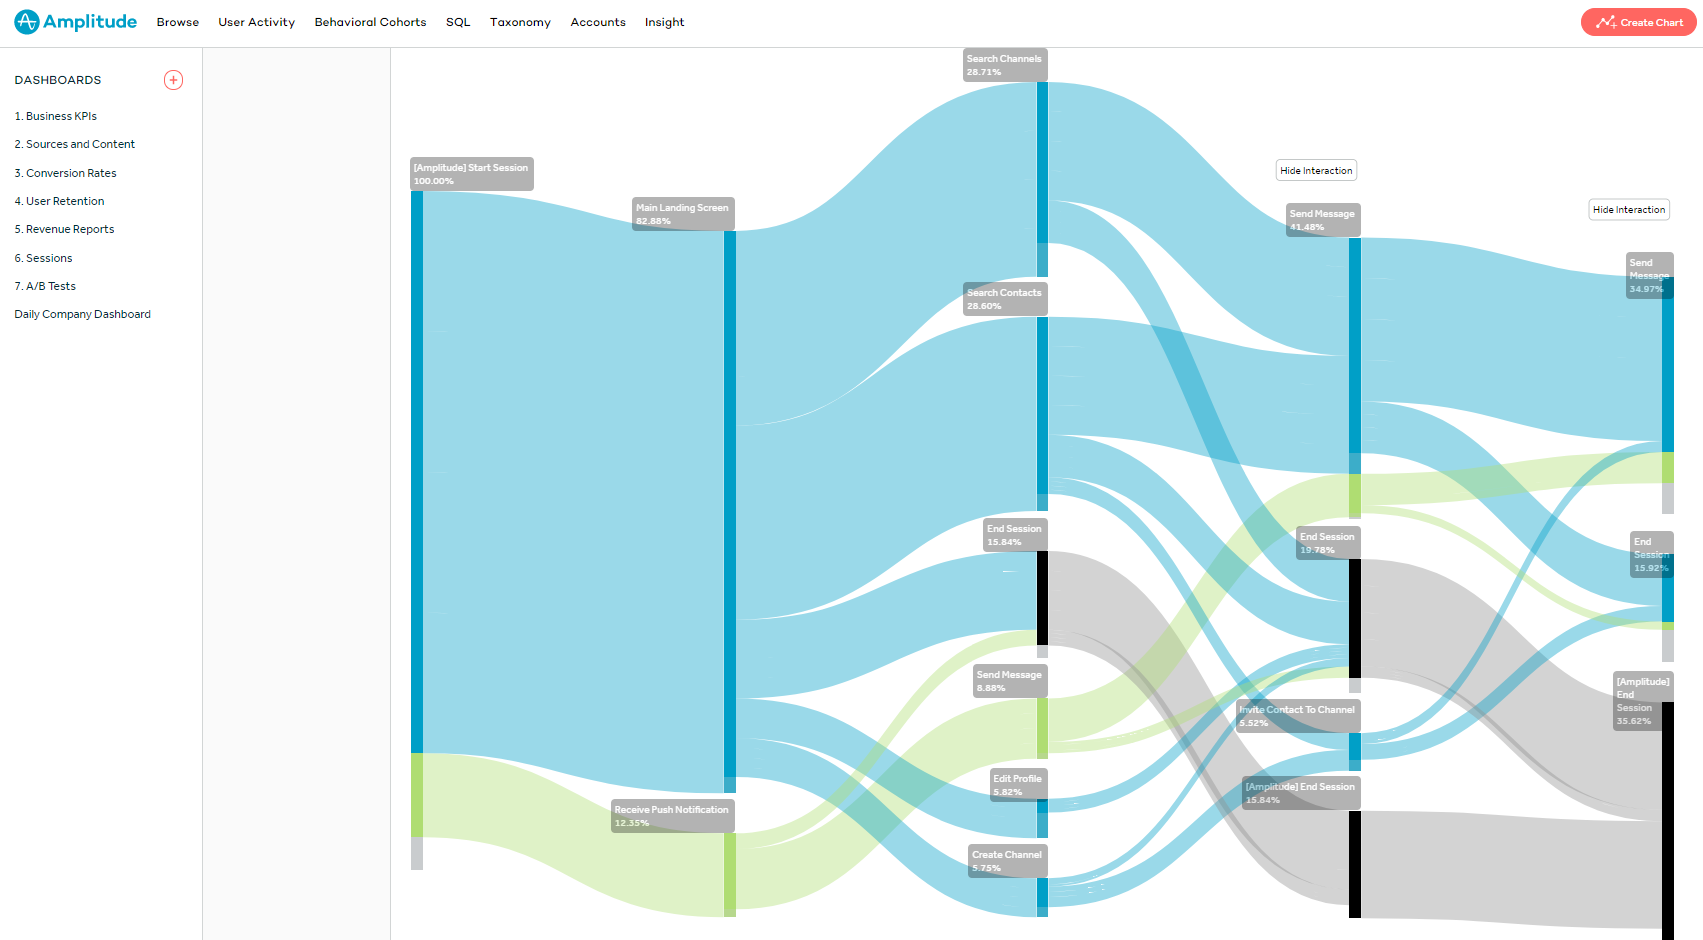 Amplitude
Browse
User Activity
Behavioral Cohorts
SQL
Taxonomy
Accounts
Insight
Create Chart
DASHBOARDS
1. Business KPIs
2. Sources and Content
3. Conversion Rates
4. User Retention
5. Revenue Reports
6. Sessions
7. A/B Tests
Daily Company Dashboard
[Amplitude] Start Session
100.00%
Main Landing Screen
82.88%
Receive Push Notification
12.35%
Search Channels
28.71%
Search Contacts
28.60%
End Session
15.84%
Send Message
8.88%
Edit Profile
5.82%
Create Channel
5.75%
Hide Interaction
Send Message
41.48%
End Session
19.78%
Invite Contact To Channel
5.52%
[Amplitude] End Session
15.84%
Hide Interaction
Send
Message
34.97%
End
Session
15.92%
[Amplitude]
End
Session
35.62%